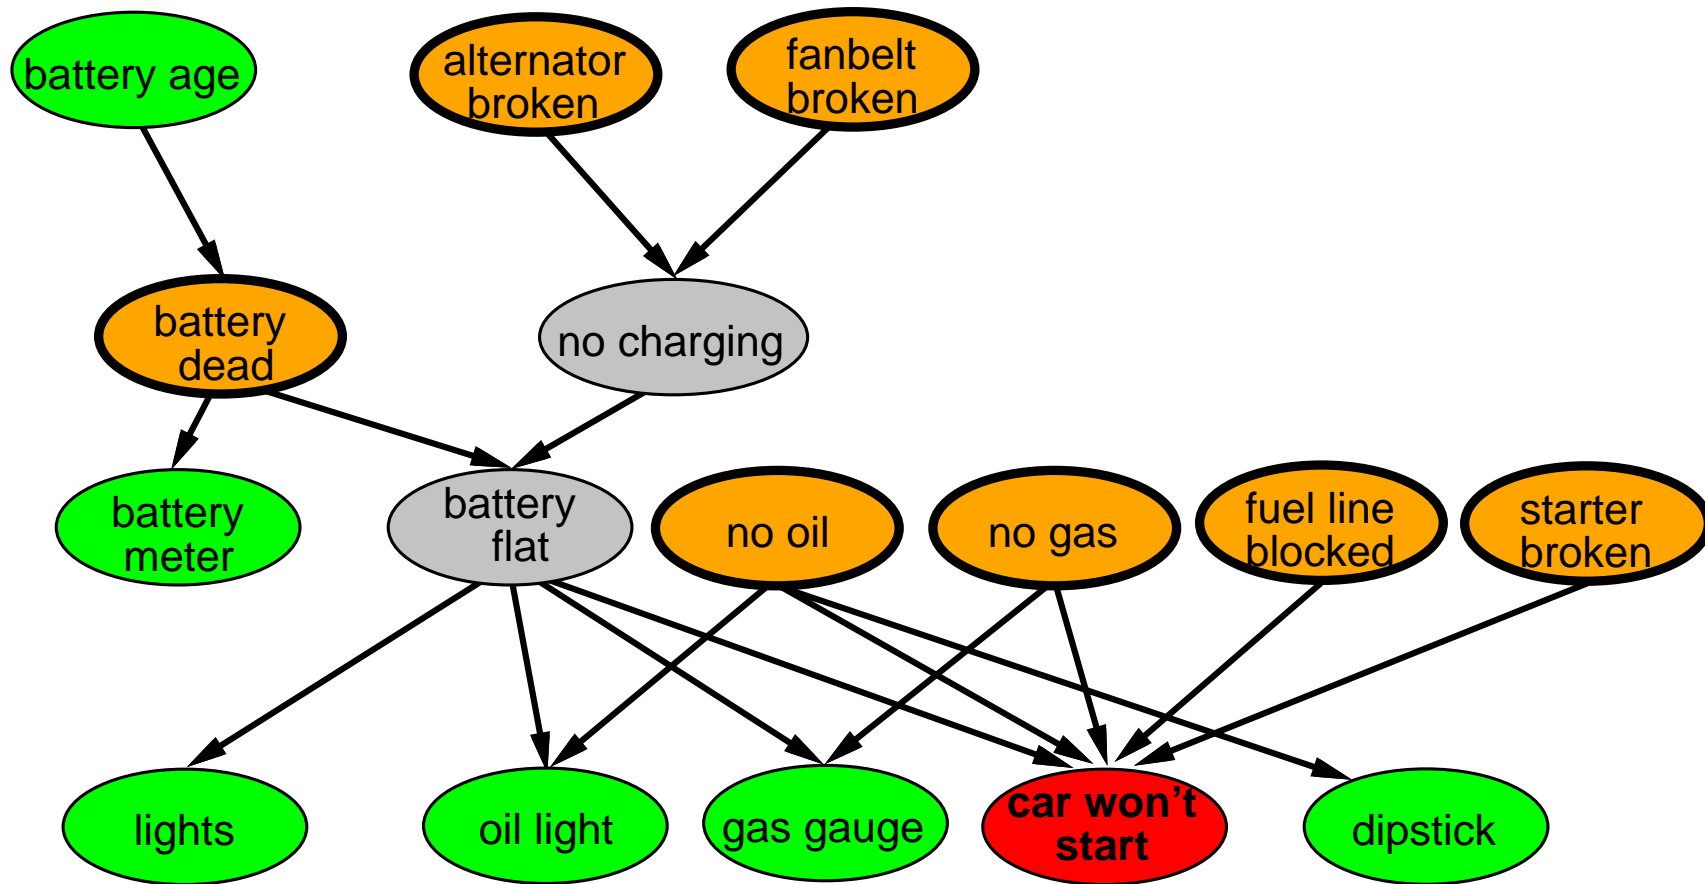 battery age
alternator
broken
fanbelt
broken
battery
dead
no charging
battery
meter
battery
flat
no oil
no gas
fuel line
blocked
starter
broken
lights
oil light
gas gauge
car won't
start
dipstick